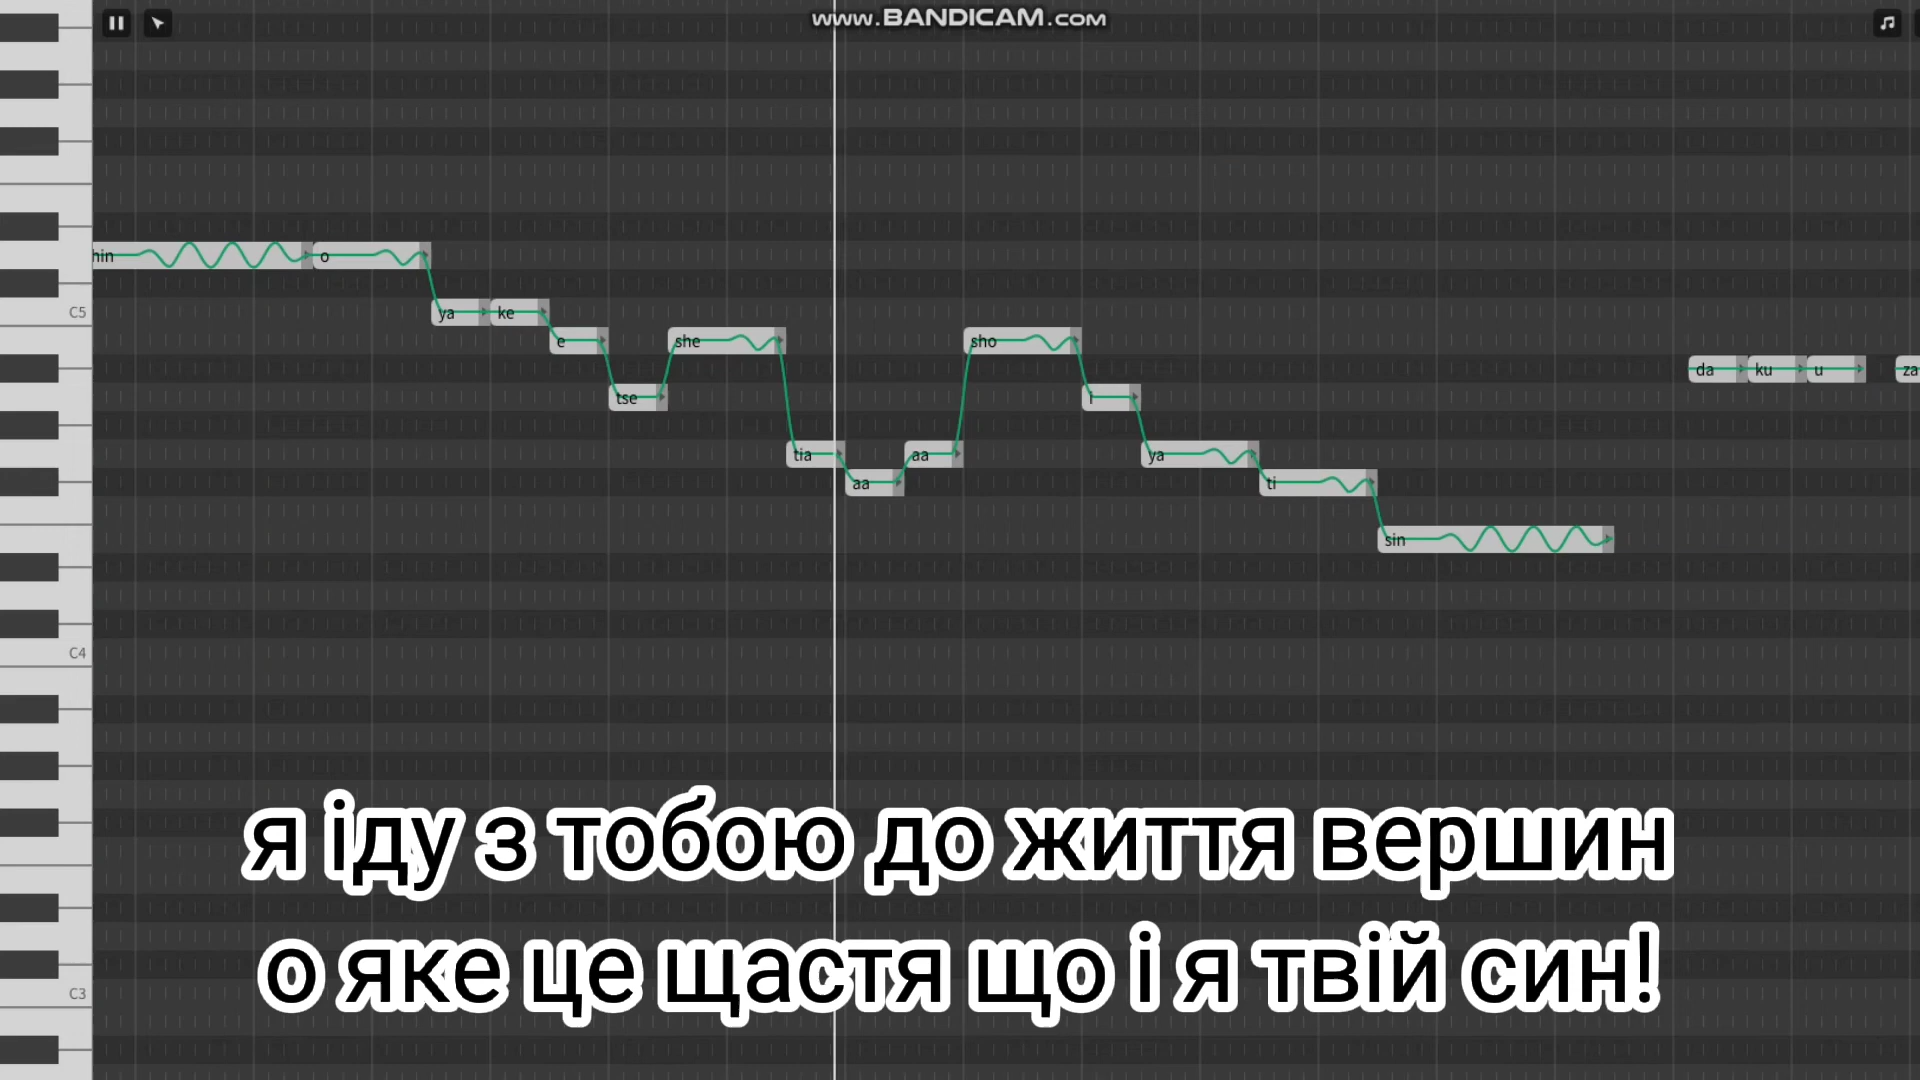 www.BANDICAM.com
hin o
ya ke
C5
e she sho
da ku u za
tse i
tia aa ya
aa ti
sin
C4
я іду з тобою до життя вершин
о яке це щастя що і я твій син!
C3